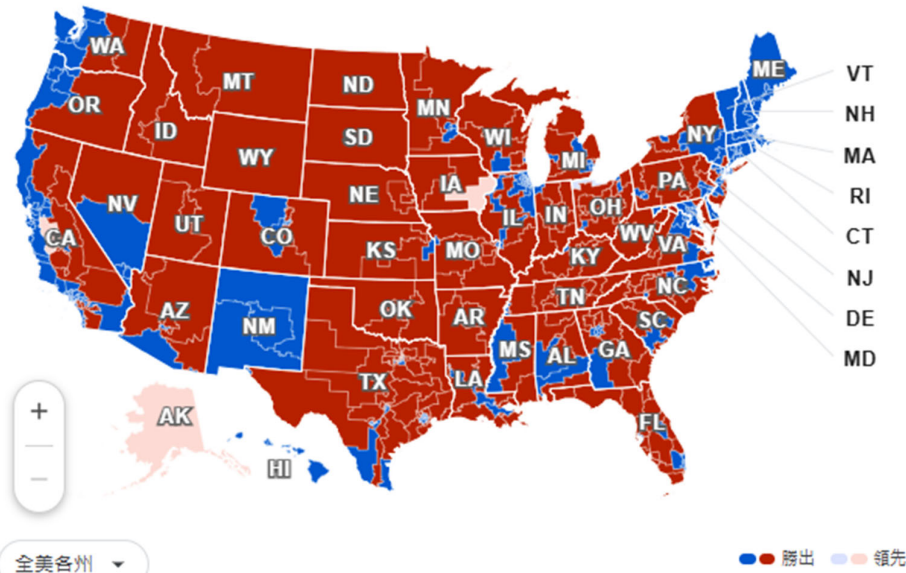 WA
ME
VT
MT
ND
OR
MN
NH
ID
SD
WI
NY
WY
MI
MA
IA
PA
NE
RI
NV
IL
IN
OH
UT
CO
CA
WV
VA
CT
KS
MO
KY
NJ
TN
NC
AZ
NM
OK
AR
SC
DE
MS
AL
GA
MD
TX
LA
AK
FL
+
HI
−
全美各州
勝出
領先